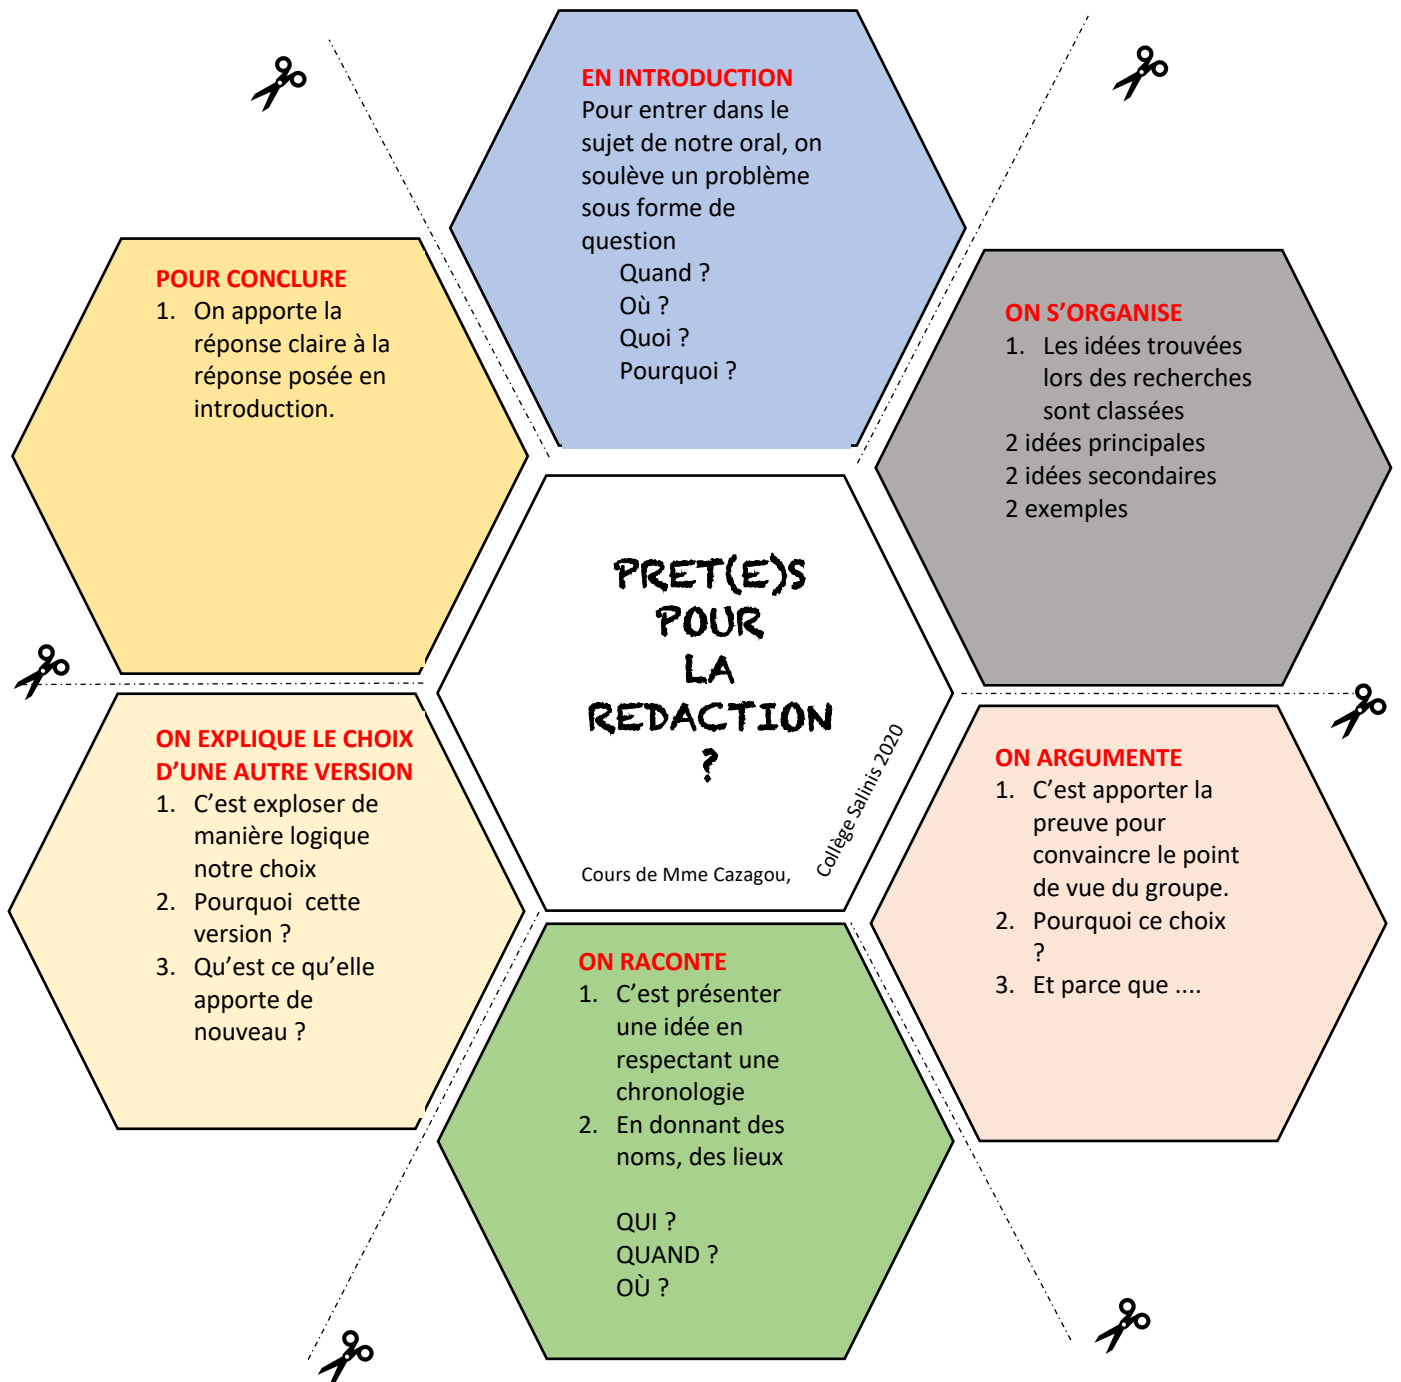 EN INTRODUCTION
Pour entrer dans le
sujet de notre oral, on
soulève un problème
sous forme de
question
Quand ?
Où ?
Quoi ?
Pourquoi ?
ON S’ORGANISE
1. Les idées trouvées
lors des recherches
sont classées
2 idées principales
2 idées secondaires
2 exemples
ON ARGUMENTE
1. C’est apporter la
preuve pour
convaincre le point
de vue du groupe.
2. Pourquoi ce choix
?
3. Et parce que ....
ON RACONTE
1. C’est présenter
une idée en
respectant une
chronologie
2. En donnant des
noms, des lieux
QUI ?
QUAND ?
OÙ ?
ON EXPLIQUE LE CHOIX
D’UNE AUTRE VERSION
1. C’est exploser de
manière logique
notre choix
2. Pourquoi cette
version ?
3. Qu’est ce qu’elle
apporte de
nouveau ?
POUR CONCLURE
1. On apporte la
réponse claire à la
réponse posée en
introduction.
PRET(E)S
POUR
LA
REDACTION
?
Cours de Mme Cazagou,
Collège Salinis 2020